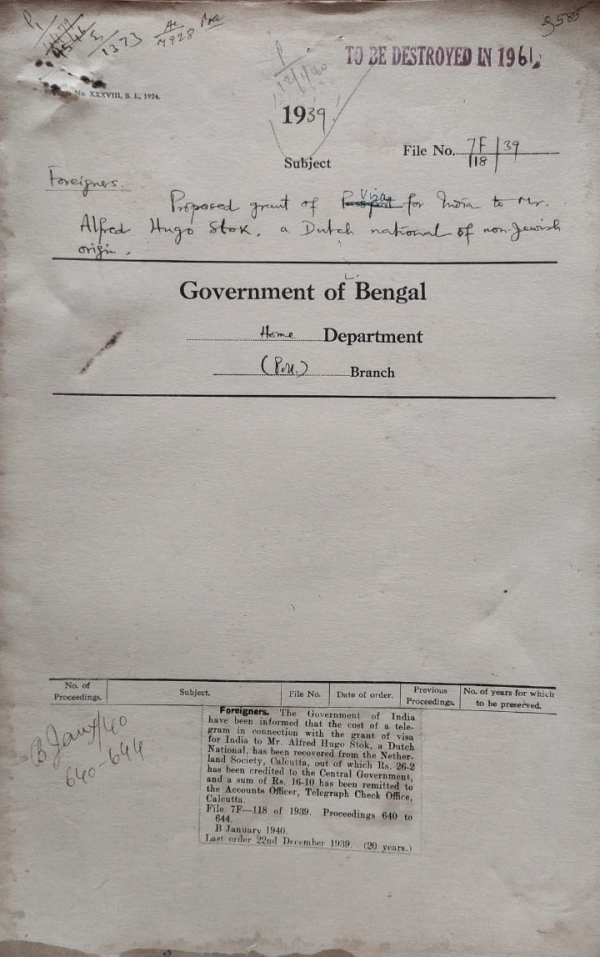 TO BE DESTROYED IN 1961.
No. XXXVIII, S. I., 1924.
1939.
File No. 7F/118/39
Subject
Foreigners.
Proposed grant of Visa for India to Mr.
Alfred Hugo Stok, a Dutch national of non-Jewish
origin.
Government of Bengal
Home Department
(Poll.) Branch
No. of Proceedings. Subject. File No. Date of order. Previous Proceedings. No. of years for which to be preserved.
B Jany/40
640-644
Foreigners. The Government of India
have been informed that the cost of a tele-
gram in connection with the grant of visa
for India to Mr. Alfred Hugo Stok, a Dutch
National, has been recovered from the Nether-
land Society, Calcutta, out of which Rs. 26-2
has been credited to the Central Government,
and a sum of Rs. 16-10 has been remitted to
the Accounts Officer, Telegraph Check Office,
Calcutta.
File 7F—118 of 1939. Proceedings 640 to
644.
B January 1940.
Last order 22nd December 1939. (20 years.)